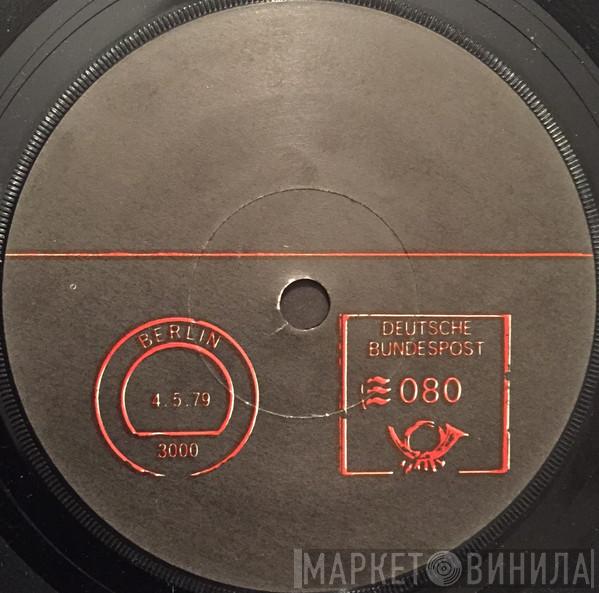 BERLIN
4.5.79
3000
DEUTSCHE
BUNDESPOST
080
МАРКЕТ ВИНИЛА